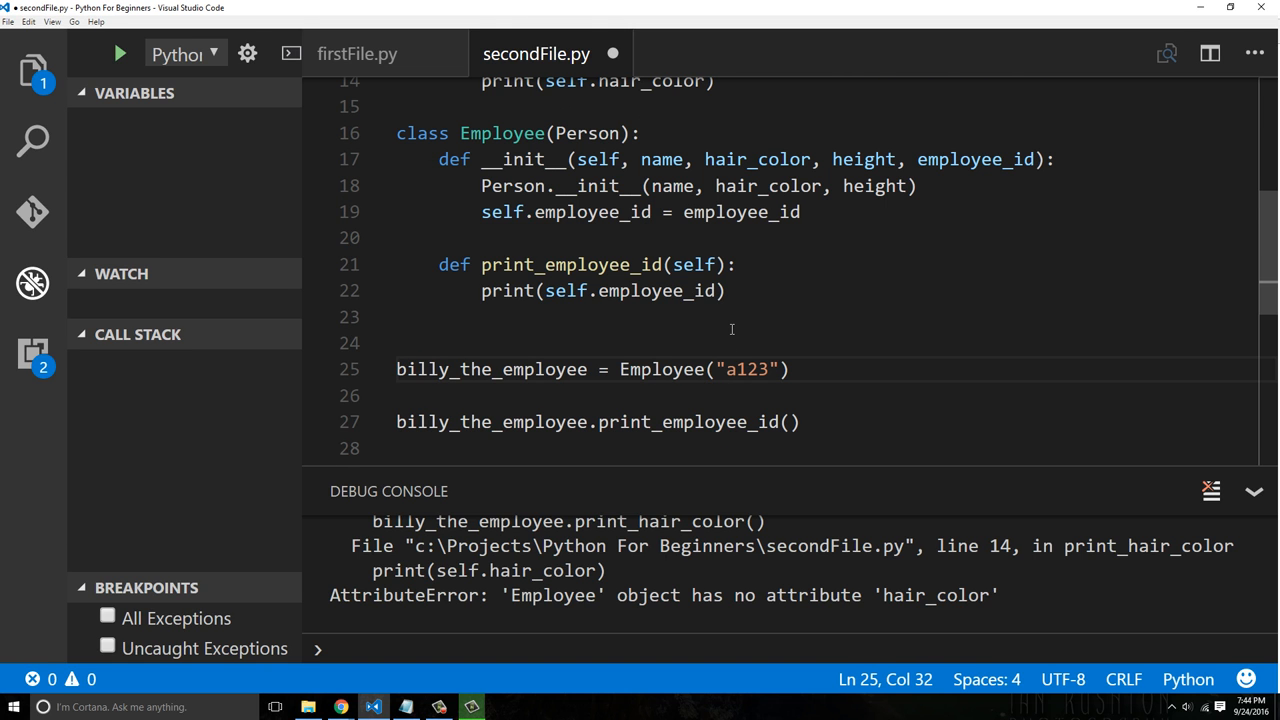 ● secondFile.py - Python For Beginners - Visual Studio Code
File Edit View Go Help
Pythor
firstFile.py
secondFile.py
1
VARIABLES
WATCH
CALL STACK
2
BREAKPOINTS
All Exceptions
Uncaught Exceptions
14 print(self.hair_color)
15
16 class Employee(Person):
17 def __init__(self, name, hair_color, height, employee_id):
18 Person.__init__(name, hair_color, height)
19 self.employee_id = employee_id
20
21 def print_employee_id(self):
22 print(self.employee_id)
23
24
25 billy_the_employee = Employee("a123")
26
27 billy_the_employee.print_employee_id()
28
DEBUG CONSOLE
billy_the_employee.print_hair_color()
File "c:\Projects\Python For Beginners\secondFile.py", line 14, in print_hair_color
print(self.hair_color)
AttributeError: 'Employee' object has no attribute 'hair_color'
0 0
Ln 25, Col 32 Spaces: 4 UTF-8 CRLF Python
I'm Cortana. Ask me anything.
7:44 PM
9/24/2016